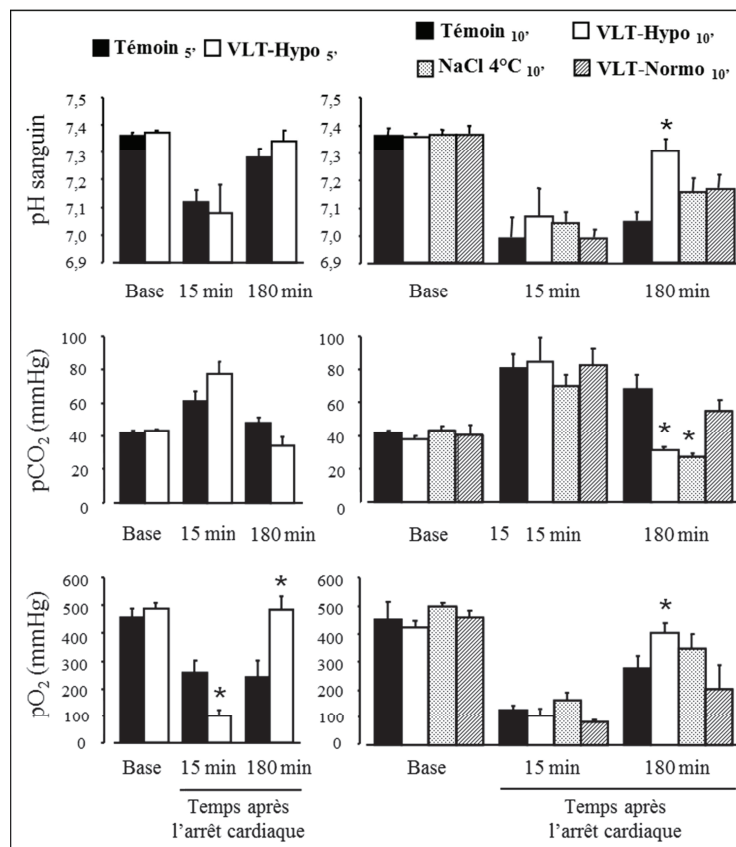 Témoin 5' VLT-Hypo 5'
Témoin 10' VLT-Hypo 10'
NaCl 4°C 10' VLT-Normo 10'
pH sanguin
7,5
7,4
7,3
7,2
7,1
7,0
6,9
Base 15 min 180 min
7,5
7,4
7,3
7,2
7,1
7,0
6,9
*
Base 15 min 180 min
pCO2 (mmHg)
100
80
60
40
20
0
Base 15 min 180 min
100
80
60
40
20
0
* *
Base 15 15 min 180 min
pO2 (mmHg)
600
500
400
300
200
100
0
* *
Base 15 min 180 min
Temps après
l'arrêt cardiaque
600
500
400
300
200
100
0
*
Base 15 min 180 min
Temps après
l'arrêt cardiaque